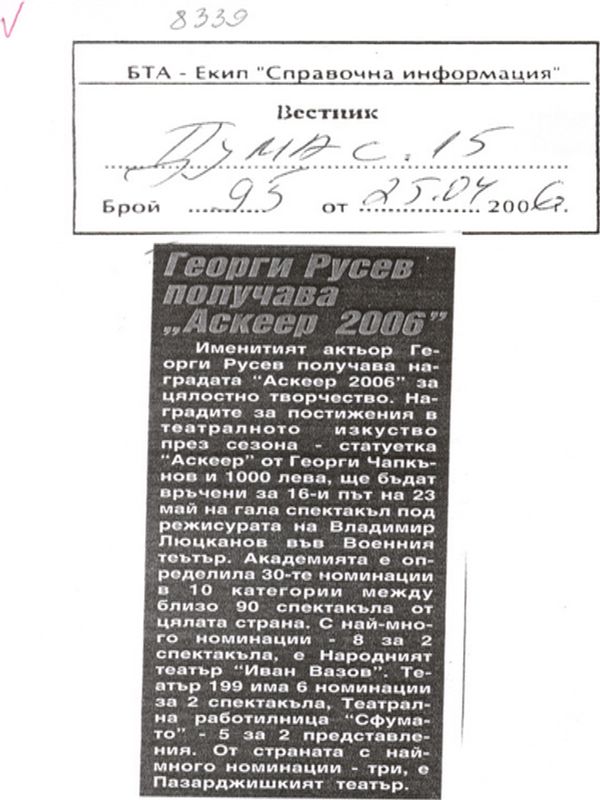 8339
БТА - Екип "Справочна информация"
Вестник
Дума с. 15
Брой 95 от 25.04 2006 г.
Георги Русев
получава
„Аскеер 2006”
Именитият актьор Ге-
орги Русев получава на-
градата “Аскеер 2006” за
цялостно творчество. На-
градите за постижения в
театралното изкуство
през сезона - статуетка
“Аскеер” от Георги Чапкъ-
нов и 1000 лева, ще бъдат
връчени за 16-и път на 23
май на гала спектакъл под
режисурата на Владимир
Люцканов във Военния
теътър. Академията е оп-
ределила 30-те номинации
в 10 категории между
близо 90 спектакъла от
цялата страна. С най-мно-
го номинации - 8 за 2
спектакъла, е Народният
театър “Иван Вазов”. Те-
атър 199 има 6 номинации
за 2 спектакъла, Театрал-
на работилница “Сфума-
то” - 5 за 2 представле-
ния. От страната с най-
много номинации - три, е
Пазарджишкият театър.